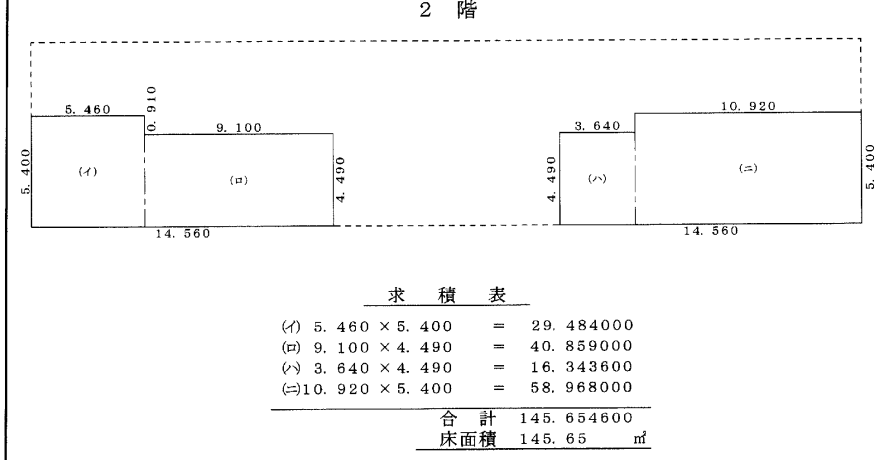 2 階
5.460
0.910
9.100
3.640
10.920
5.400
(イ)
(ロ)
4.490
4.490
(ハ)
(ニ)
5.400
14.560
14.560
求 積 表
(イ) 5.460 × 5.400 = 29.484000
(ロ) 9.100 × 4.490 = 40.859000
(ハ) 3.640 × 4.490 = 16.343600
(ニ) 10.920 × 5.400 = 58.968000
合 計 145.654600
床面積 145.65 ㎡